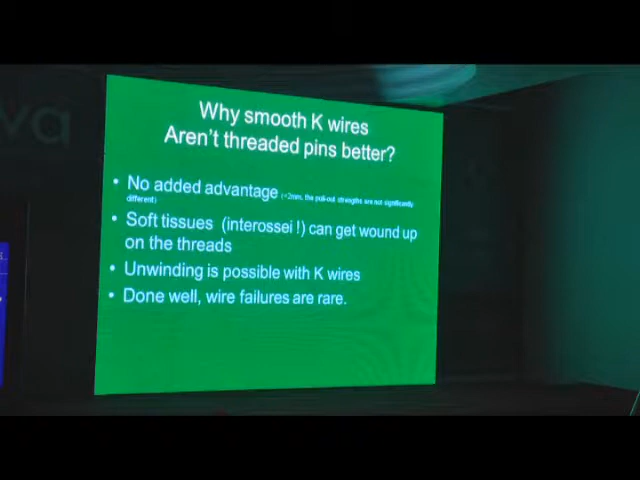 va
Why smooth K wires
Aren't threaded pins better?
• No added advantage (<2mm, the pull-out strengths are not significantly
different)
• Soft tissues (interossei !) can get wound up
on the threads
• Unwinding is possible with K wires
• Done well, wire failures are rare.